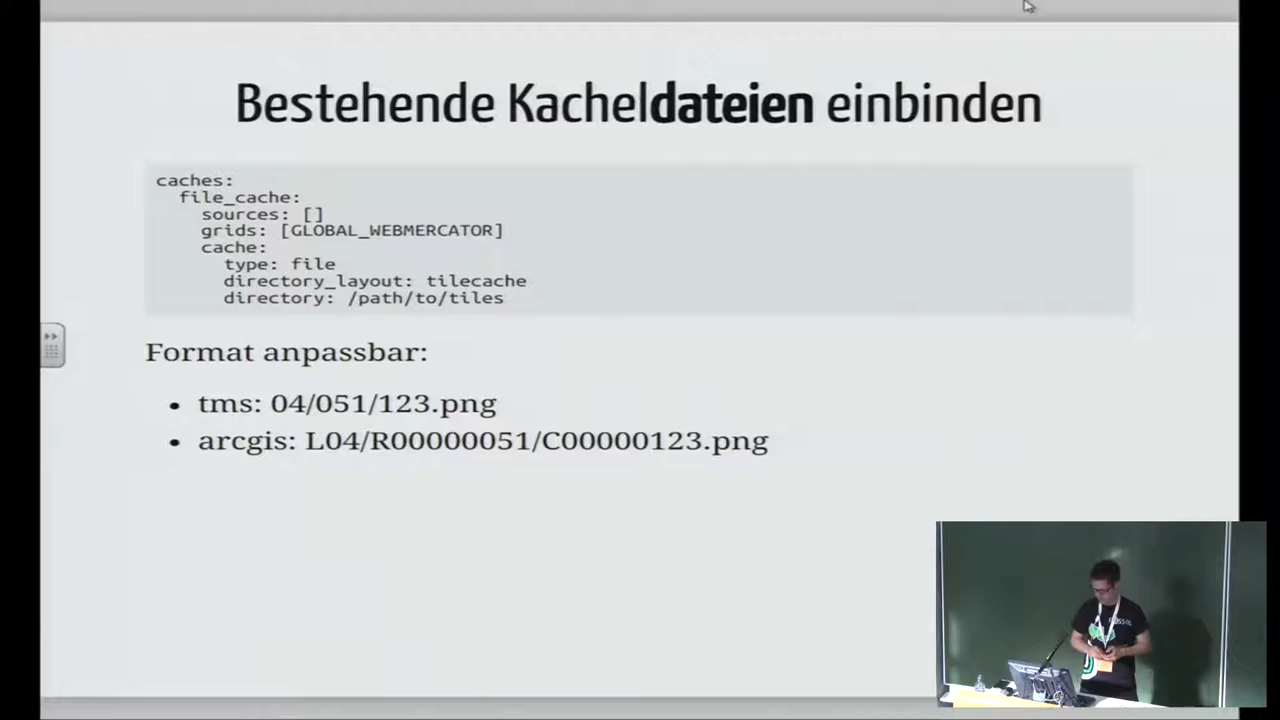 Bestehende Kacheldateien einbinden
caches:
file_cache:
sources: []
grids: [GLOBAL_WEBMERCATOR]
cache:
type: file
directory_layout: tilecache
directory: /path/to/tiles
Format anpassbar:
• tms: 04/051/123.png
• arcgis: L04/R00000051/C00000123.png